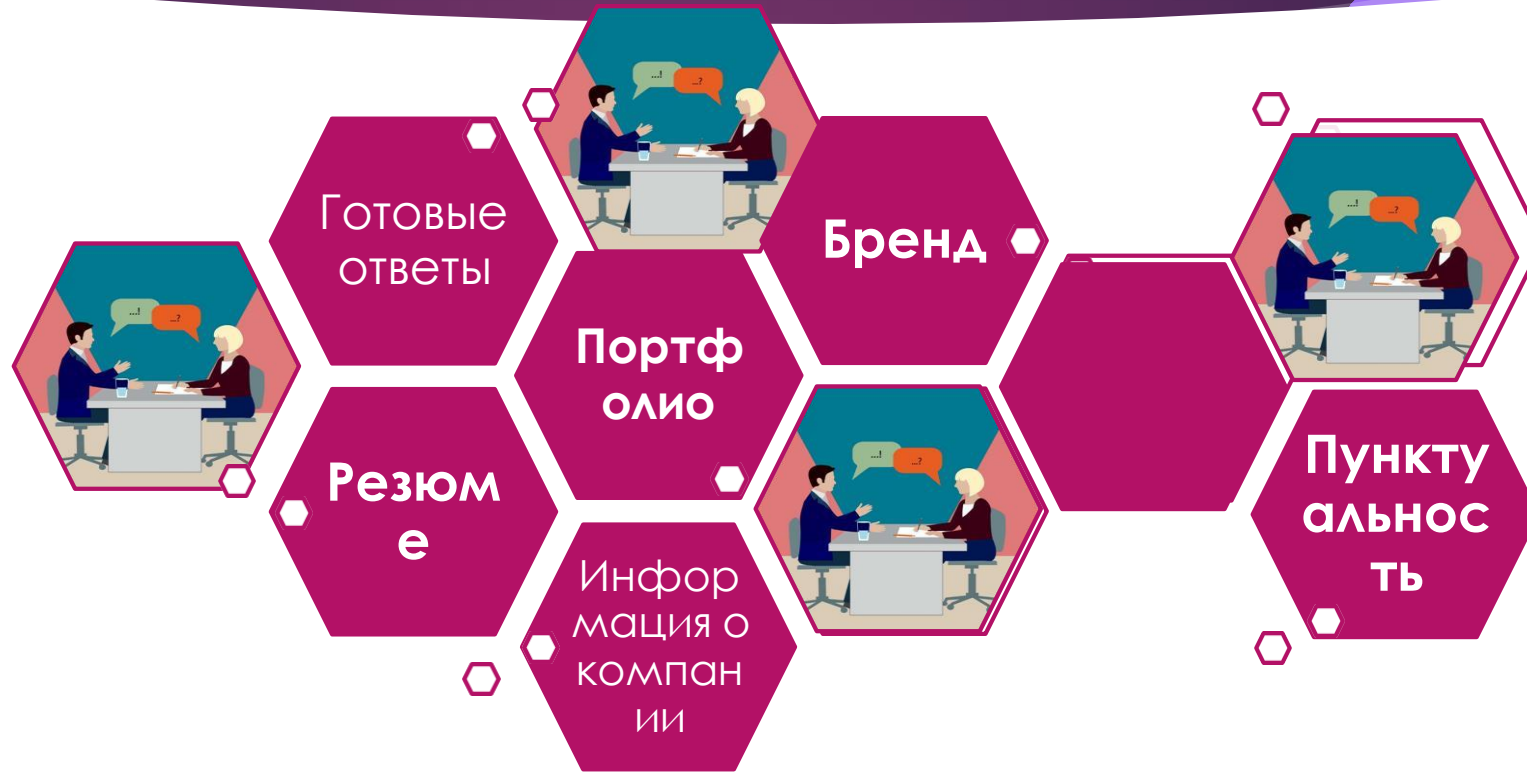 Готовые
ответы
Бренд
Портф
олио
Резюм
е
Инфор
мация о
компан
ии
Пункту
альнос
ть
...!
...?
...!
...?
...!
...?
...!
...?